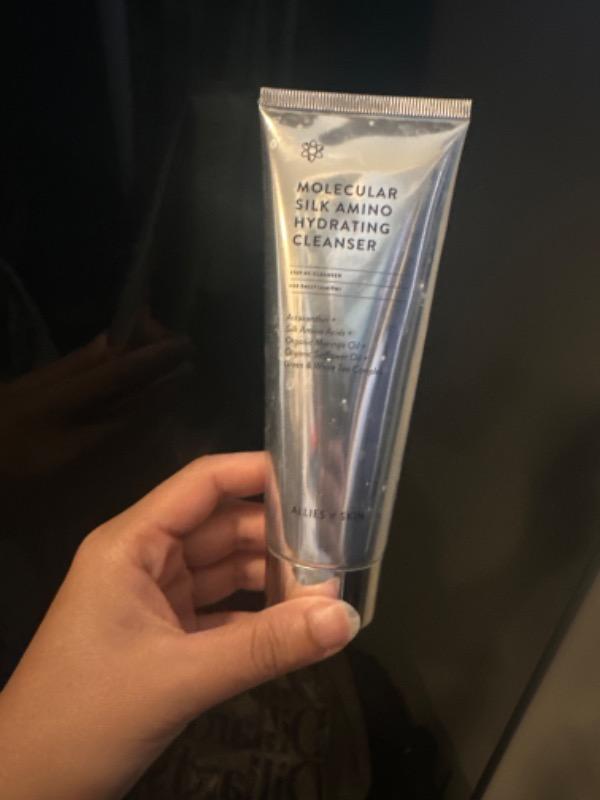 MOLECULAR
SILK AMINO
HYDRATING
CLEANSER
Astaxanthin +
Silk Amino Acids +
Organic Moringa Oil +
Organic Sunflower Oil +
Green & White Tea Complex
ALLIES of SKIN